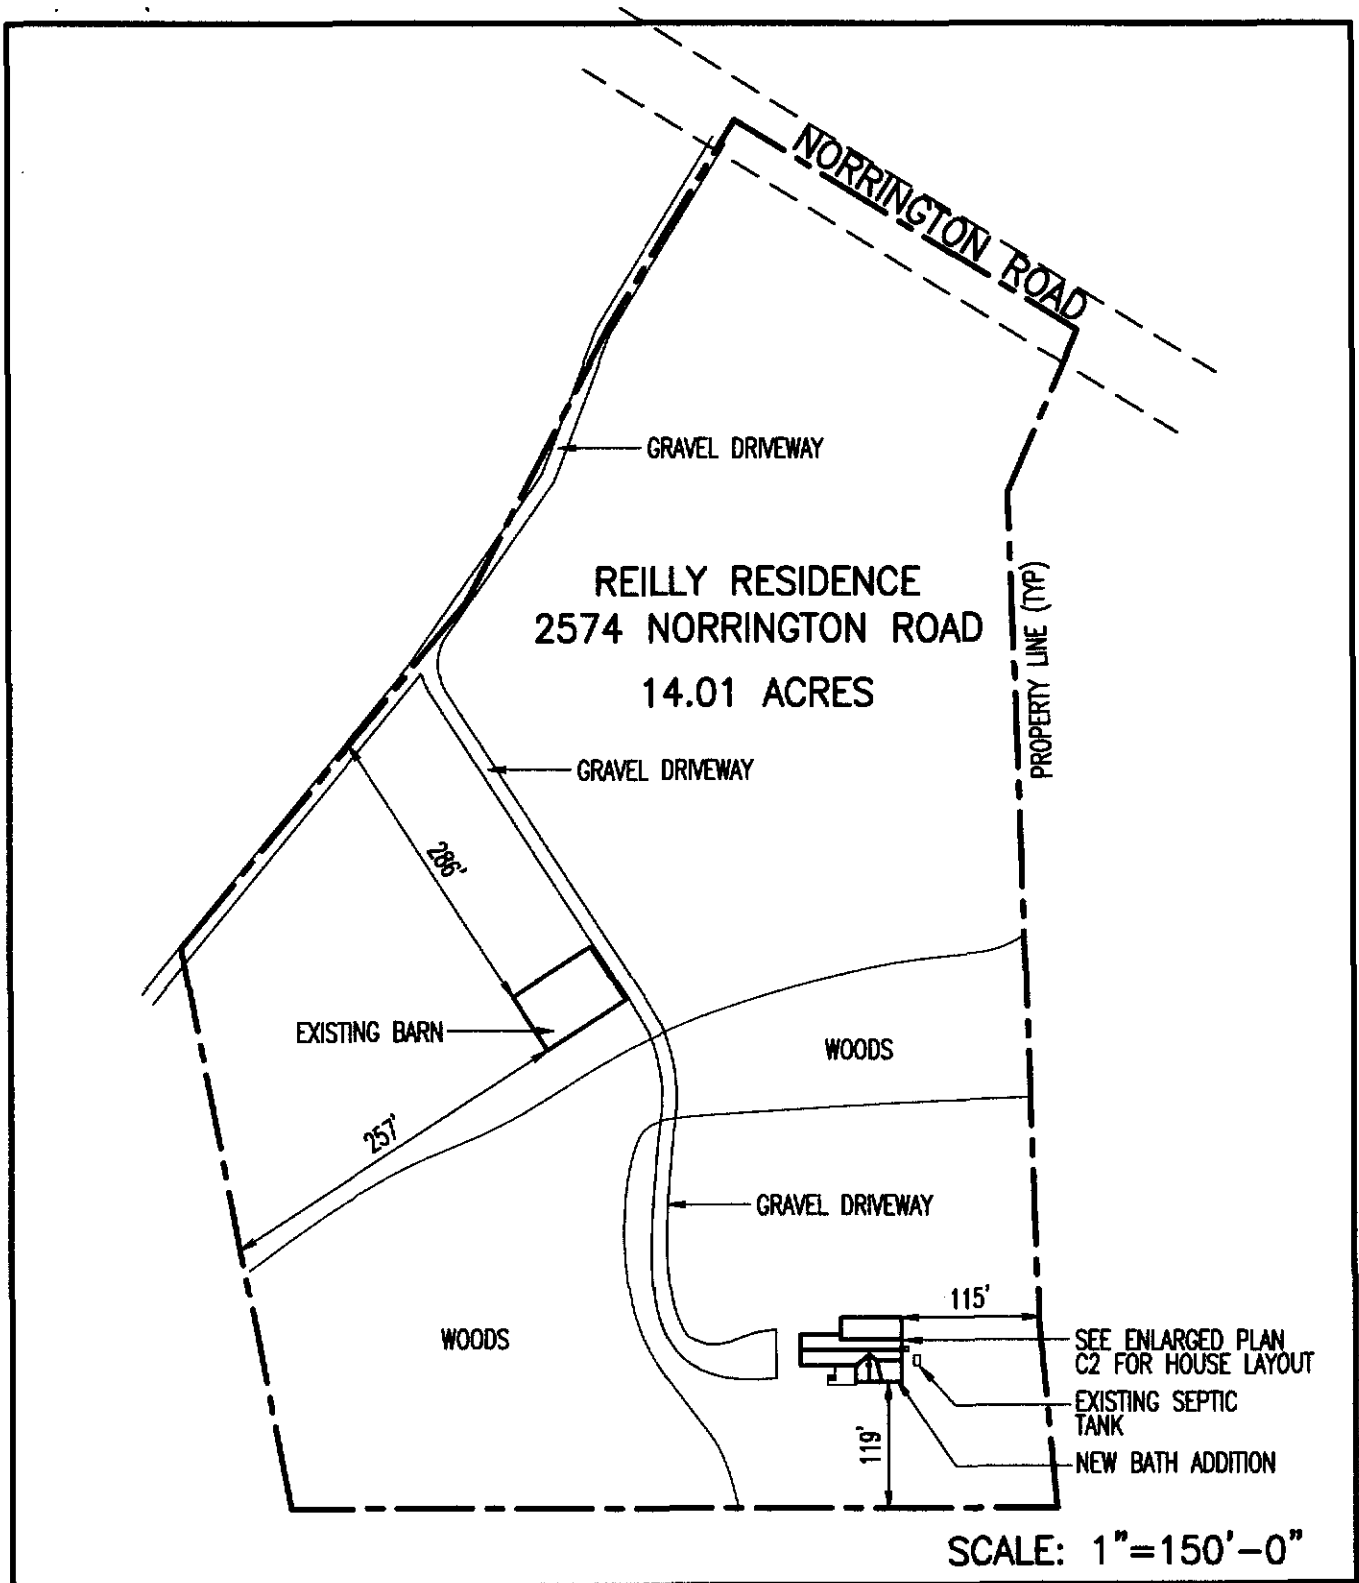 NORRINGTON ROAD
GRAVEL DRIVEWAY
REILLY RESIDENCE
2574 NORRINGTON ROAD
14.01 ACRES
PROPERTY LINE (TYP)
GRAVEL DRIVEWAY
286'
EXISTING BARN
WOODS
257'
GRAVEL DRIVEWAY
115'
WOODS
SEE ENLARGED PLAN
C2 FOR HOUSE LAYOUT
EXISTING SEPTIC
TANK
119'
NEW BATH ADDITION
SCALE: 1"=150'-0"